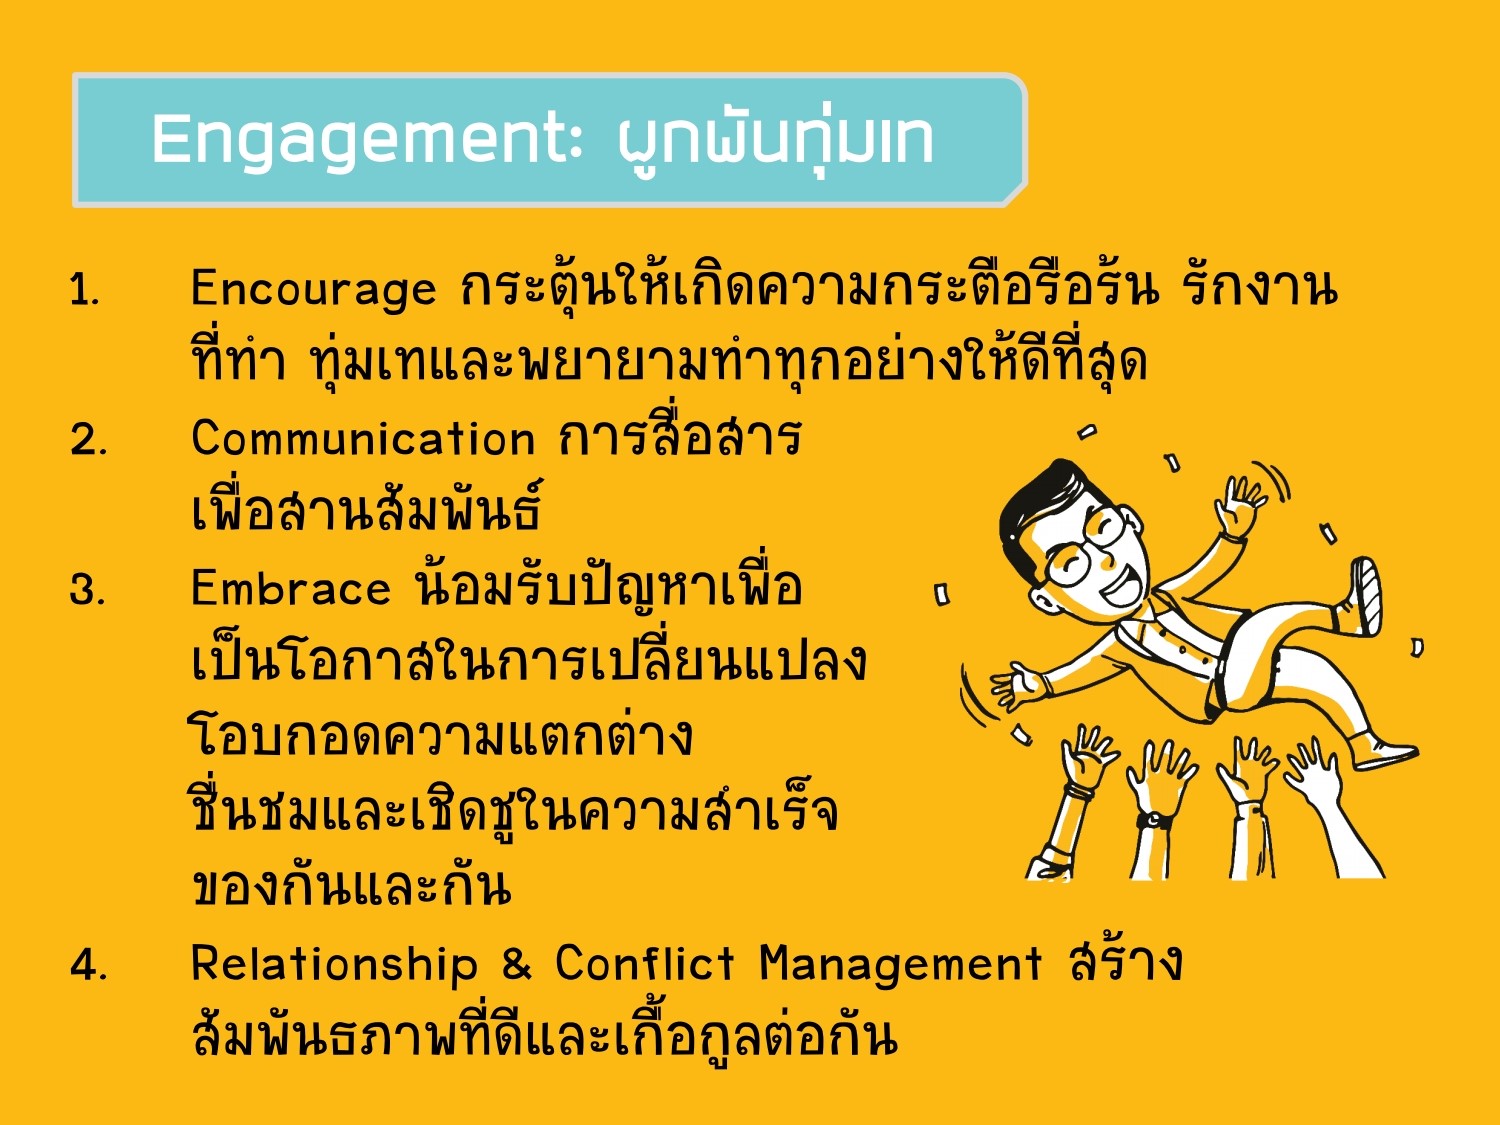 Engagement: ผูกพันทุ่มเท
1. Encourage กระตุ้นให้เกิดความกระตือรือร้น รักงาน
ที่ทำ ทุ่มเทและพยายามทำทุกอย่างให้ดีที่สุด
2. Communication การสื่อสาร
เพื่อสานสัมพันธ์
3. Embrace น้อมรับปัญหาเพื่อ
เป็นโอกาสในการเปลี่ยนแปลง
โอบกอดความแตกต่าง
ชื่นชมและเชิดชูในความสำเร็จ
ของกันและกัน
4. Relationship & Conflict Management สร้าง
สัมพันธภาพที่ดีและเกื้อกูลต่อกัน